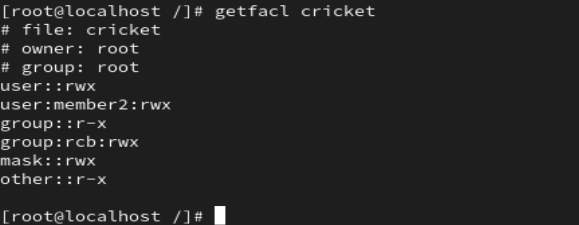 [root@localhost /]# getfacl cricket
# file: cricket
# owner: root
# group: root
user::rwx
user:member2:rwx
group::r-x
group:rcb:rwx
mask::rwx
other::r-x
[root@localhost /]#